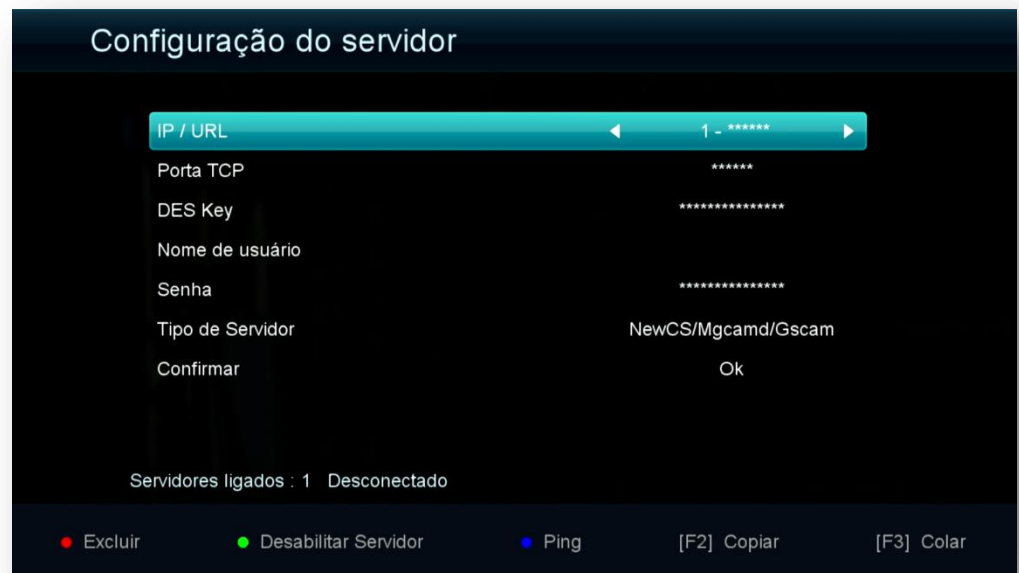 Configuração do servidor
IP / URL 1 - ******
Porta TCP ******
DES Key ***************
Nome de usuário
Senha ***************
Tipo de Servidor NewCS/Mgcamd/Gscam
Confirmar Ok
Servidores ligados : 1 Desconectado
Excluir Desabilitar Servidor Ping [F2] Copiar [F3] Colar